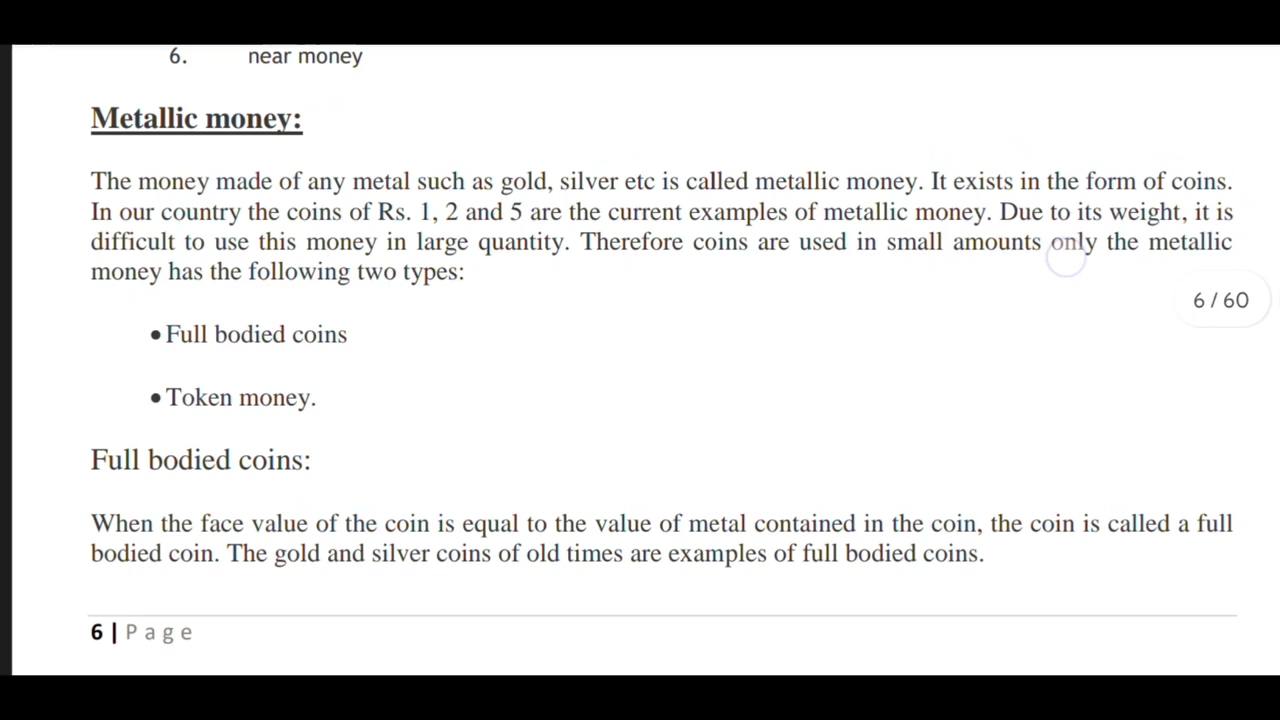 6. near money
Metallic money:
The money made of any metal such as gold, silver etc is called metallic money. It exists in the form of coins.
In our country the coins of Rs. 1, 2 and 5 are the current examples of metallic money. Due to its weight, it is
difficult to use this money in large quantity. Therefore coins are used in small amounts only the metallic
money has the following two types:
• Full bodied coins
• Token money.
Full bodied coins:
When the face value of the coin is equal to the value of metal contained in the coin, the coin is called a full
bodied coin. The gold and silver coins of old times are examples of full bodied coins.
6 / 60
6 | P a g e